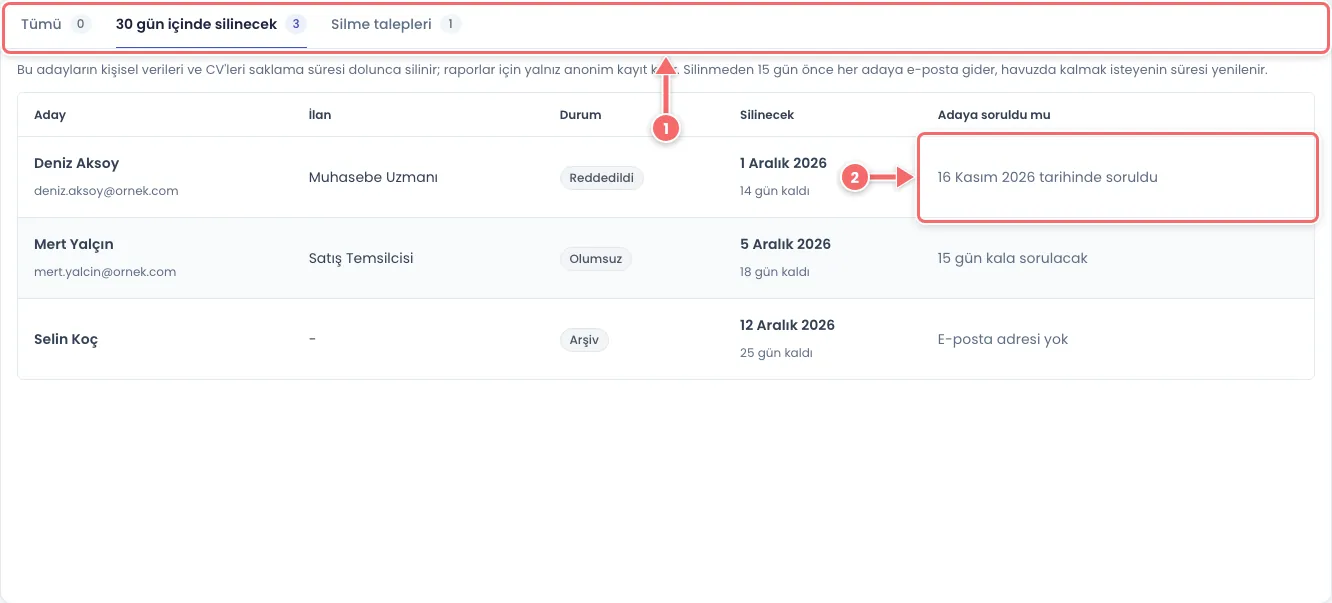 Tümü 0 30 gün içinde silinecek 3 Silme talepleri 1
Bu adayların kişisel verileri ve CV'leri saklama süresi dolunca silinir; raporlar için yalnız anonim kayıt Silinmeden 15 gün önce her adaya e-posta gider, havuzda kalmak isteyenin süresi yenilenir.
Aday İlan Durum Silinecek Adaya soruldu mu
1
Deniz Aksoy
deniz.aksoy@ornek.com
Muhasebe Uzmanı
Reddedildi
1 Aralık 2026
14 gün kaldı
2
16 Kasım 2026 tarihinde soruldu
Mert Yalçın
mert.yalcin@ornek.com
Satış Temsilcisi
Olumsuz
5 Aralık 2026
18 gün kaldı
15 gün kala sorulacak
Selin Koç
-
Arşiv
12 Aralık 2026
25 gün kaldı
E-posta adresi yok